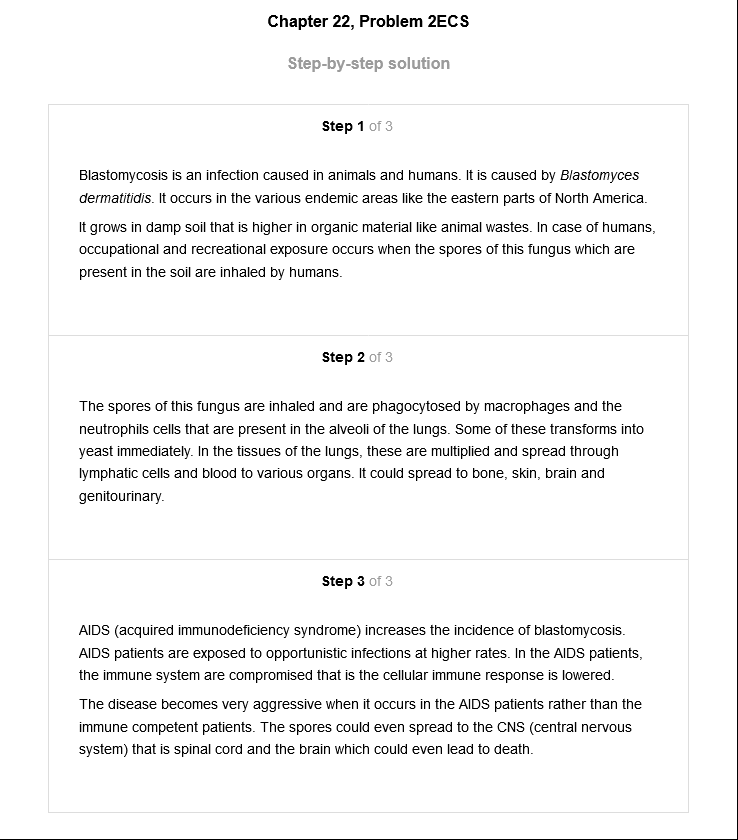 Chapter 22, Problem 2ECS
Step-by-step solution
Step 1 of 3
Blastomycosis is an infection caused in animals and humans. It is caused by Blastomyces
dermatitidis. It occurs in the various endemic areas like the eastern parts of North America.
It grows in damp soil that is higher in organic material like animal wastes. In case of humans,
occupational and recreational exposure occurs when the spores of this fungus which are
present in the soil are inhaled by humans.
Step 2 of 3
The spores of this fungus are inhaled and are phagocytosed by macrophages and the
neutrophils cells that are present in the alveoli of the lungs. Some of these transforms into
yeast immediately. In the tissues of the lungs, these are multiplied and spread through
lymphatic cells and blood to various organs. It could spread to bone, skin, brain and
genitourinary.
Step 3 of 3
AIDS (acquired immunodeficiency syndrome) increases the incidence of blastomycosis.
AIDS patients are exposed to opportunistic infections at higher rates. In the AIDS patients,
the immune system are compromised that is the cellular immune response is lowered.
The disease becomes very aggressive when it occurs in the AIDS patients rather than the
immune competent patients. The spores could even spread to the CNS (central nervous
system) that is spinal cord and the brain which could even lead to death.